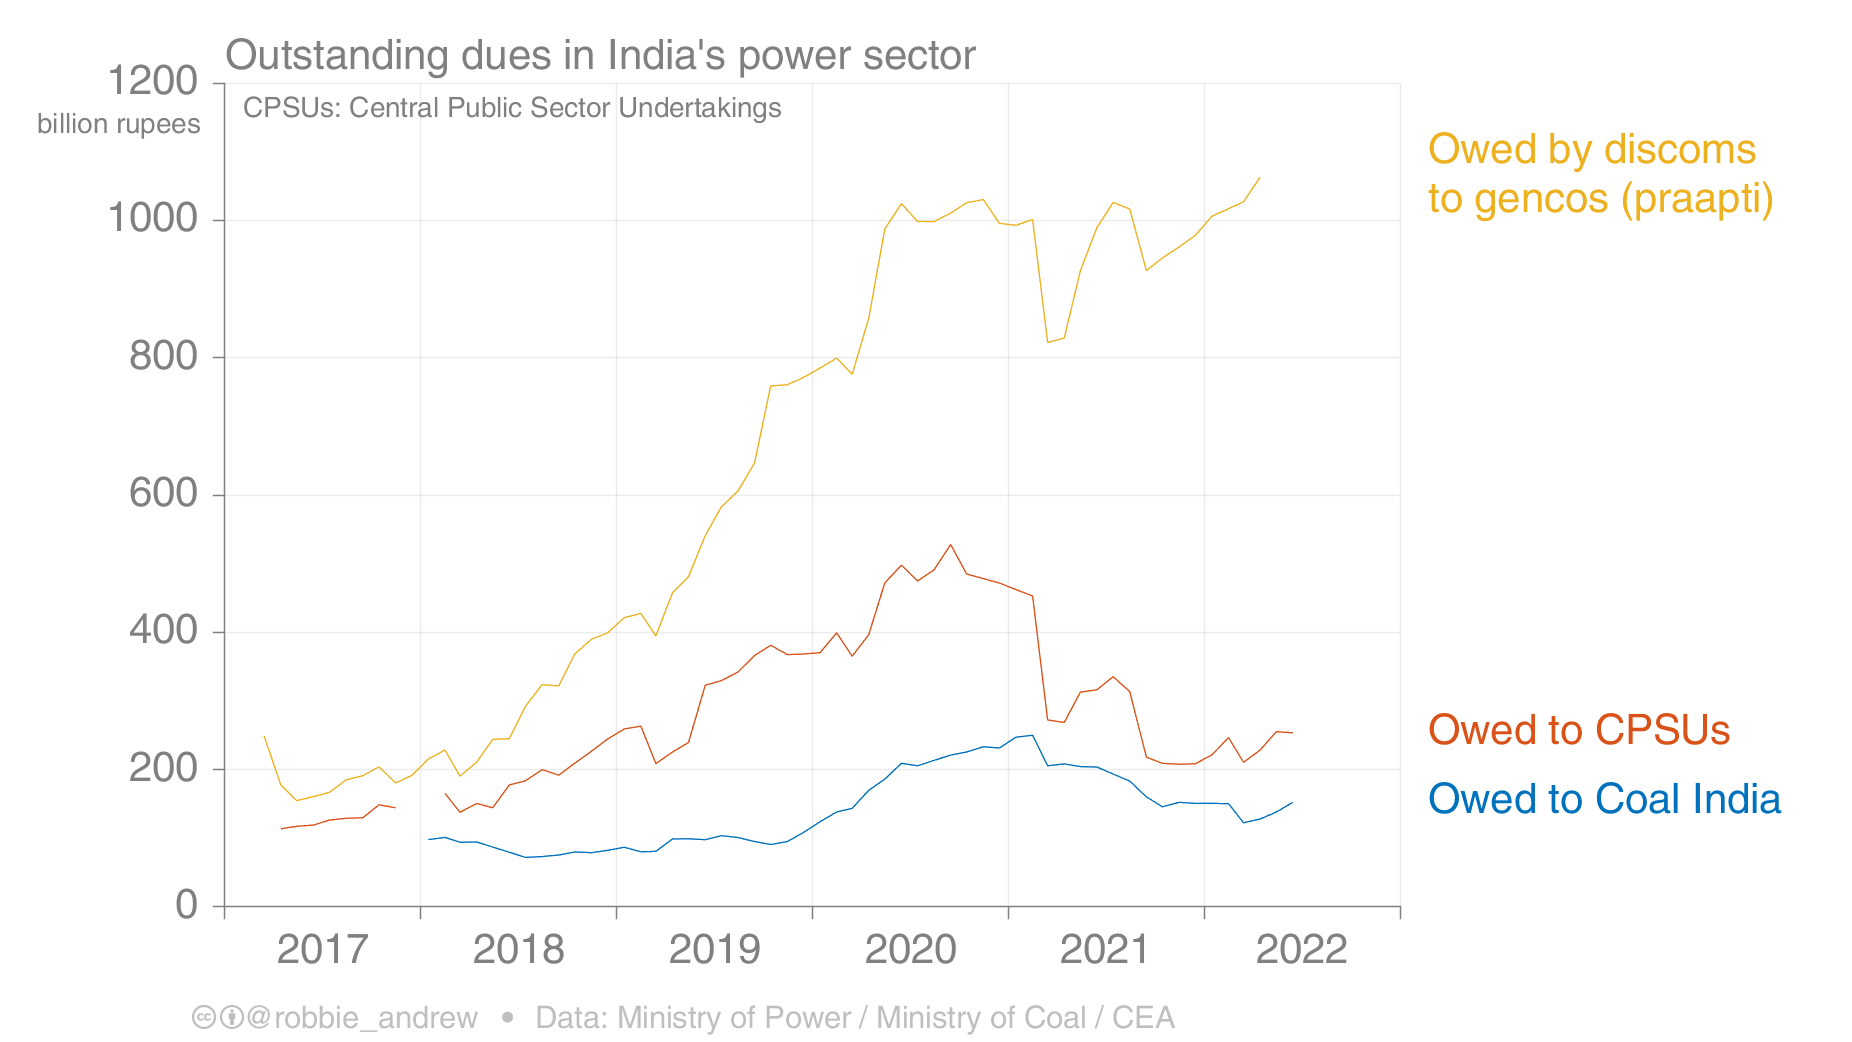 Outstanding dues in India's power sector
1200
billion rupees
CPSUs: Central Public Sector Undertakings
Owed by discoms
to gencos (praapti)
1000
800
600
400
Owed to CPSUs
200
Owed to Coal India
0
2017 2018 2019 2020 2021 2022
cc @robbie_andrew • Data: Ministry of Power / Ministry of Coal / CEA